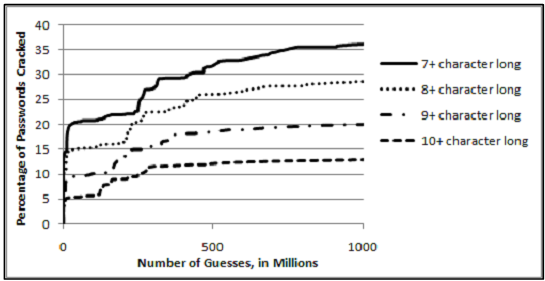 Percentage of Passwords Cracked
40
35
30
25
20
15
10
5
0
0
500
1000
Number of Guesses, in Millions
7+ character long
8+ character long
9+ character long
10+ character long